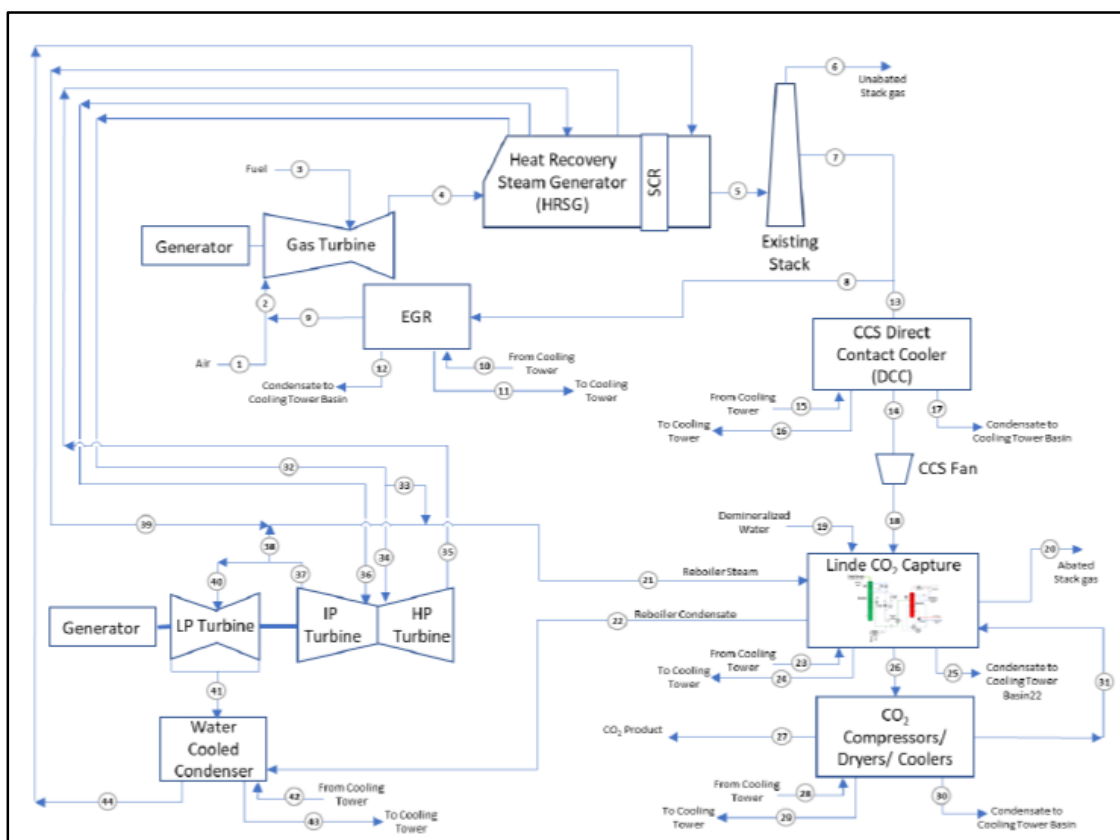 6
Unabated
Stack gas
Fuel
3
4
Heat Recovery
Steam Generator
(HRSG)
SCR
5
7
Generator
Gas Turbine
Existing
Stack
2
9
EGR
8
13
Air
1
12
10
From Cooling
Tower
11
To Cooling
Tower
Condensate to
Cooling Tower Basin
CCS Direct
Contact Cooler
(DCC)
From Cooling
Tower
15
14
17
To Cooling
Tower
16
Condensate to
Cooling Tower Basin
CCS Fan
32
33
39
38
Demineralized
Water
19
18
20
Abated
Stack gas
40
37
36
34
35
21
Reboiler Steam
Linde CO₂ Capture
Generator
LP Turbine
IP
Turbine
HP
Turbine
22
Reboiler Condensate
From Cooling
Tower
23
To Cooling
Tower
24
26
25
Condensate to
Cooling Tower
Basin22
31
41
Water
Cooled
Condenser
CO₂ Product
27
CO₂
Compressors/
Dryers/ Coolers
44
42
From Cooling
Tower
43
To Cooling
Tower
From Cooling
Tower
28
To Cooling
Tower
29
30
Condensate to
Cooling Tower Basin